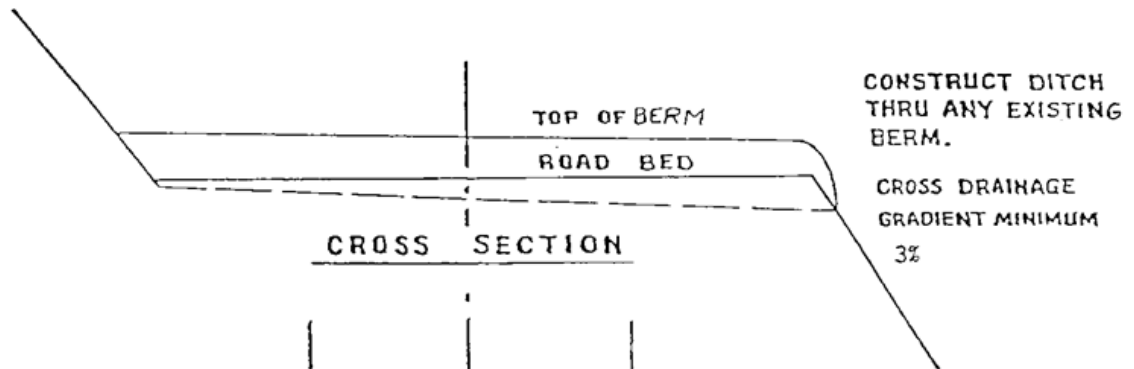 CONSTRUCT DITCH
THRU ANY EXISTING
BERM.
TOP OF BERM
ROAD BED
CROSS DRAINAGE
GRADIENT MINIMUM
3%
CROSS SECTION